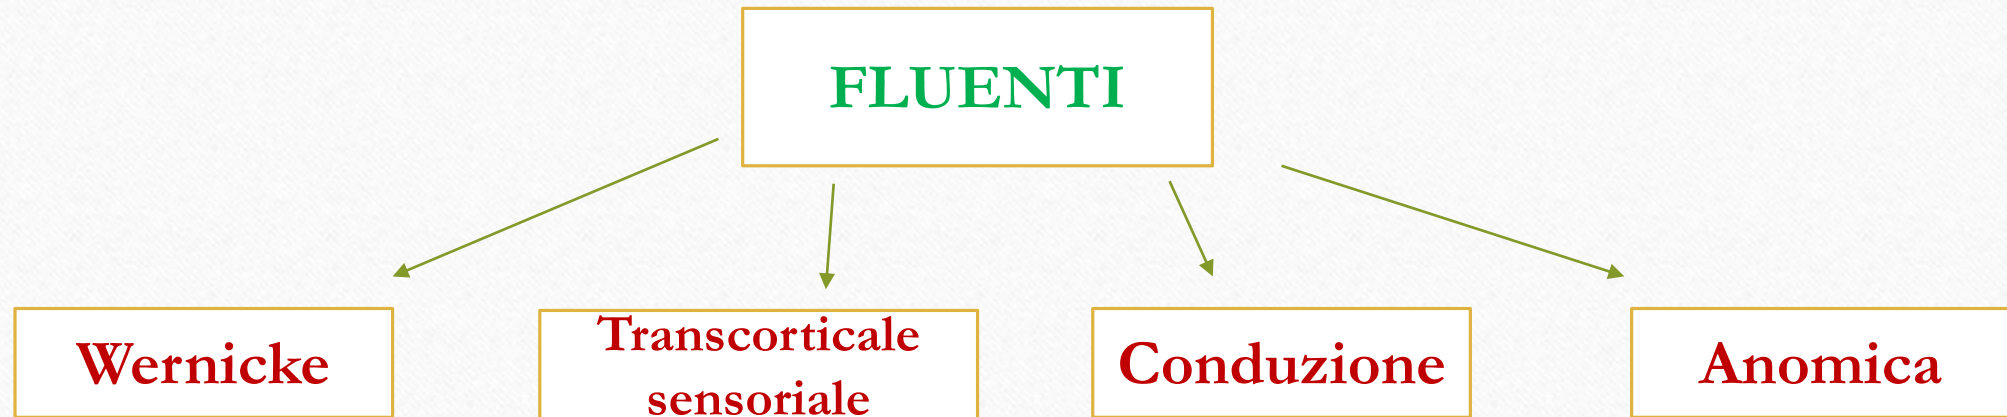 FLUENTI
Wernicke
Transcorticale
sensoriale
Conduzione
Anomica